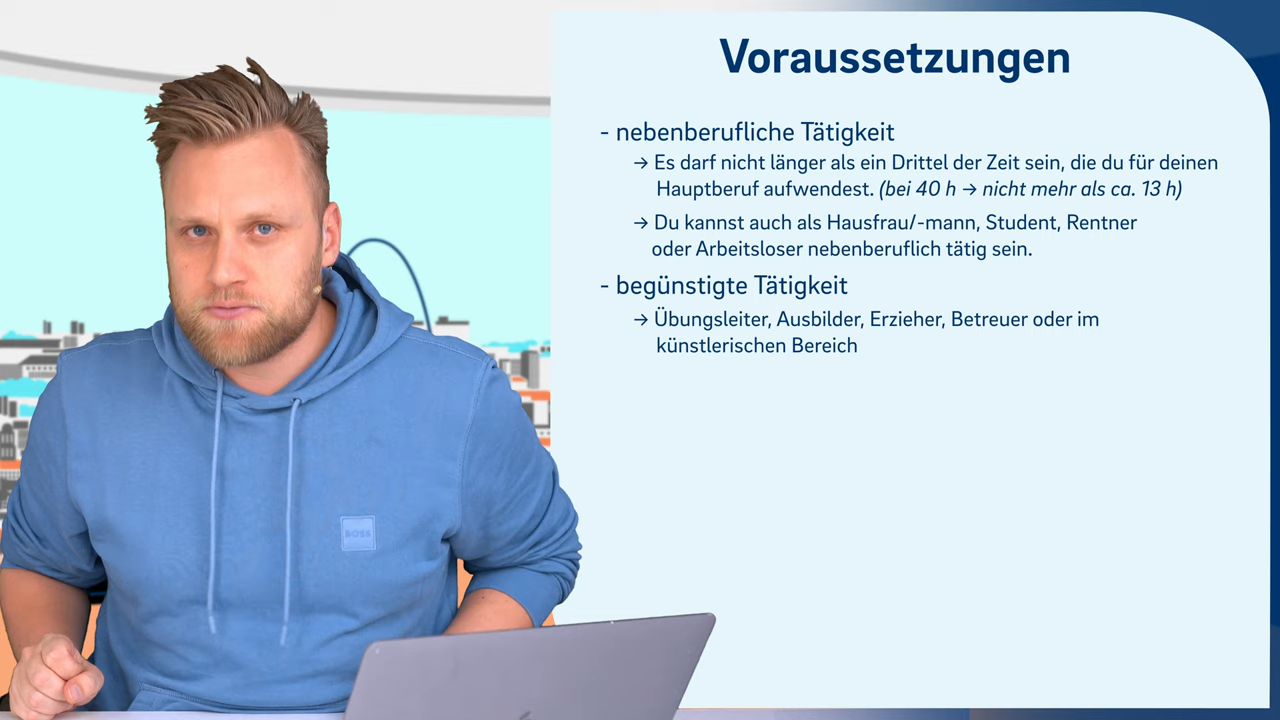 Voraussetzungen
- nebenberufliche Tätigkeit
→ Es darf nicht länger als ein Drittel der Zeit sein, die du für deinen
Hauptberuf aufwendest. (bei 40 h → nicht mehr als ca. 13 h)
→ Du kannst auch als Hausfrau/-mann, Student, Rentner
oder Arbeitsloser nebenberuflich tätig sein.
- begünstigte Tätigkeit
→ Übungsleiter, Ausbilder, Erzieher, Betreuer oder im
künstlerischen Bereich
BOSS